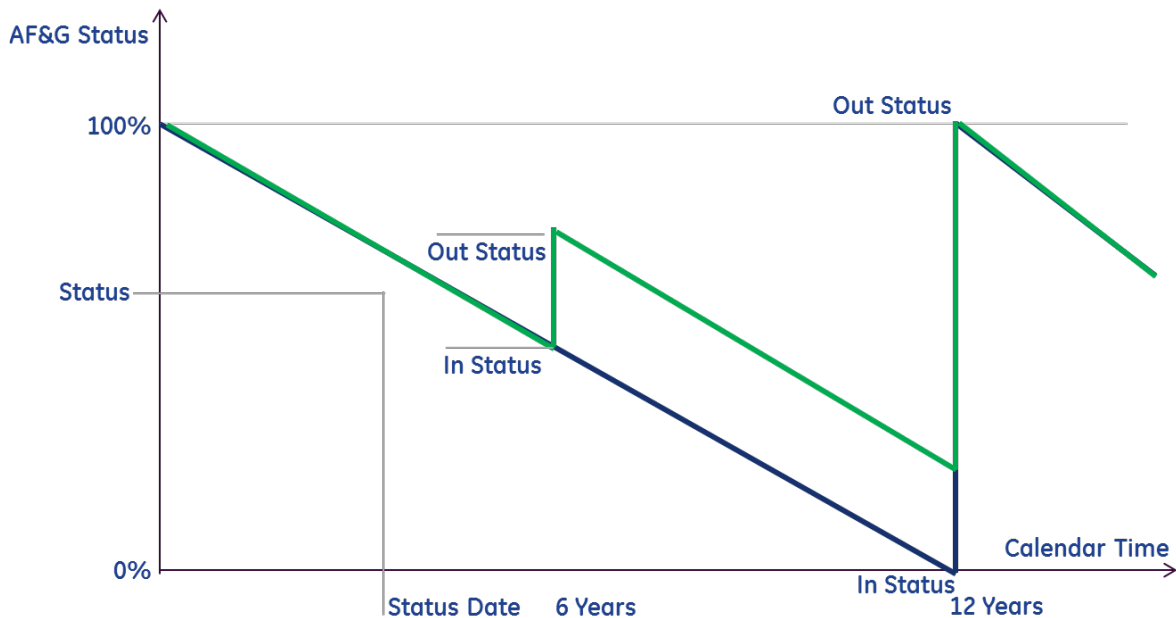 AF&G Status
100%
Out Status
Out Status
Status
In Status
Calendar Time
0%
In Status
Status Date
6 Years
12 Years